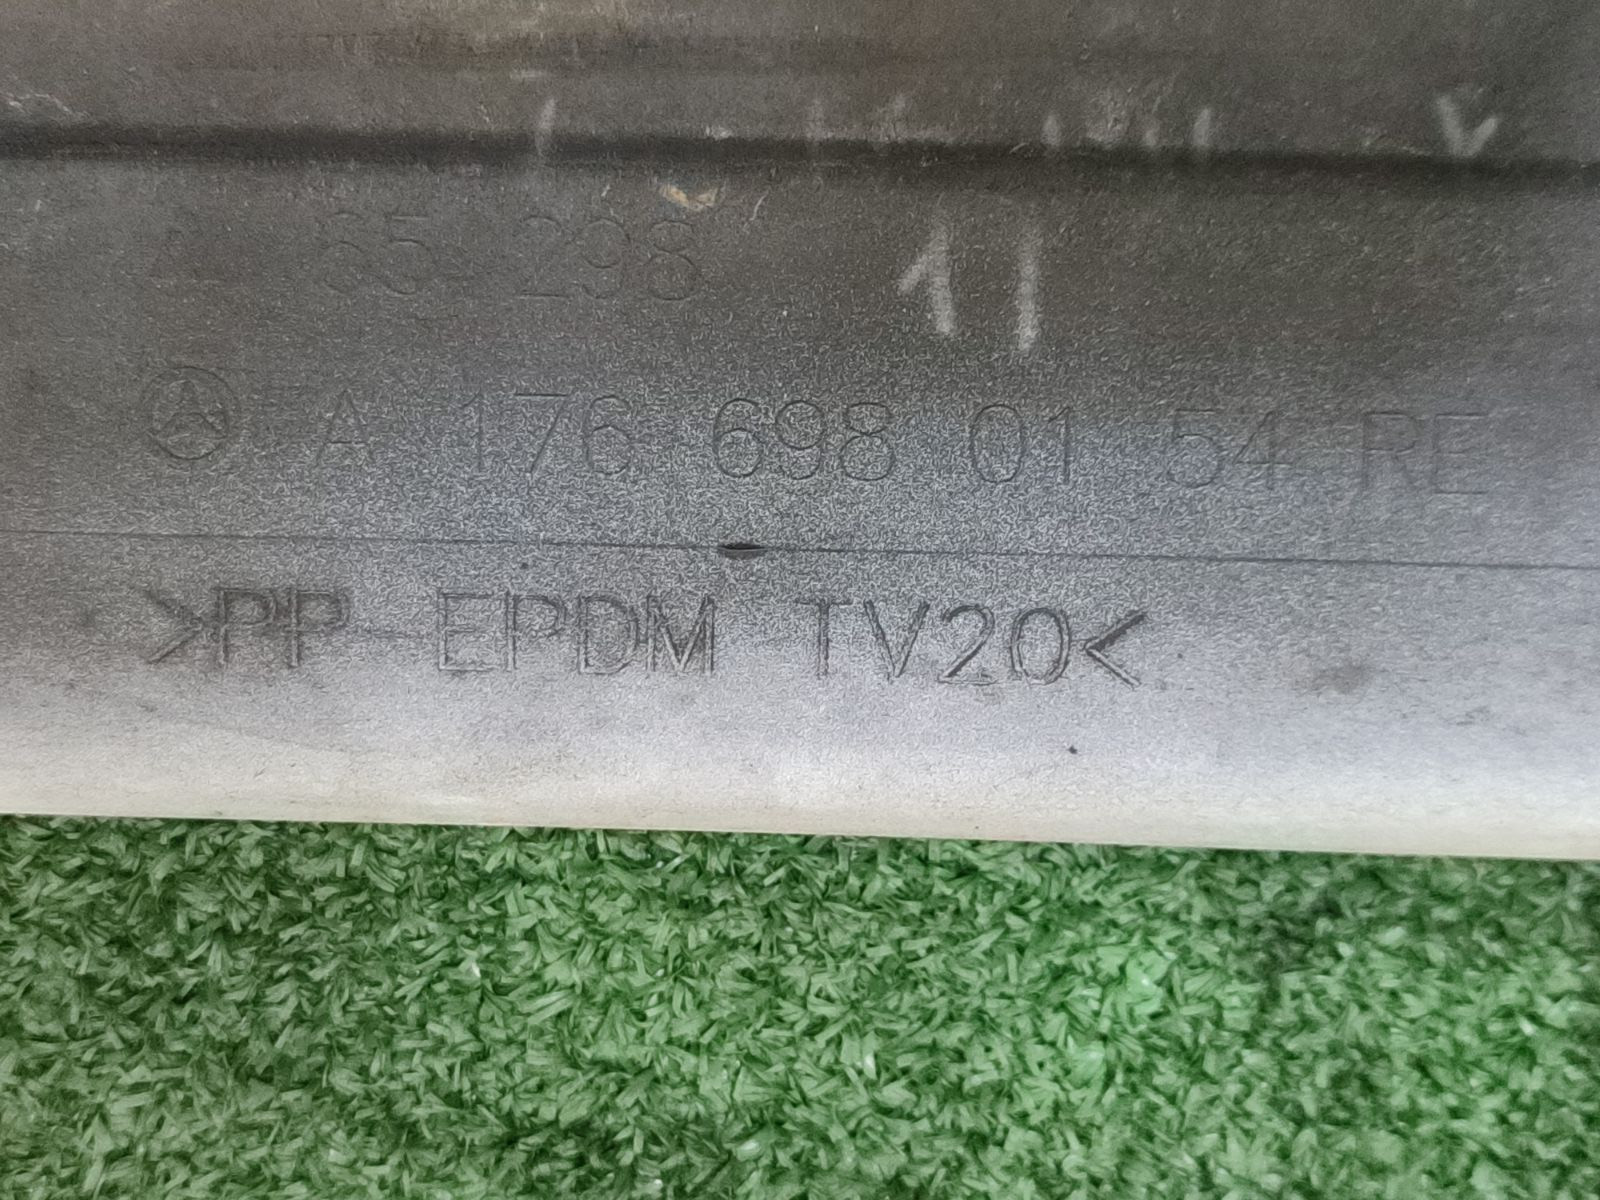 65 298
11
A 176 698 01 54 RE
>PP EPDM TV20<